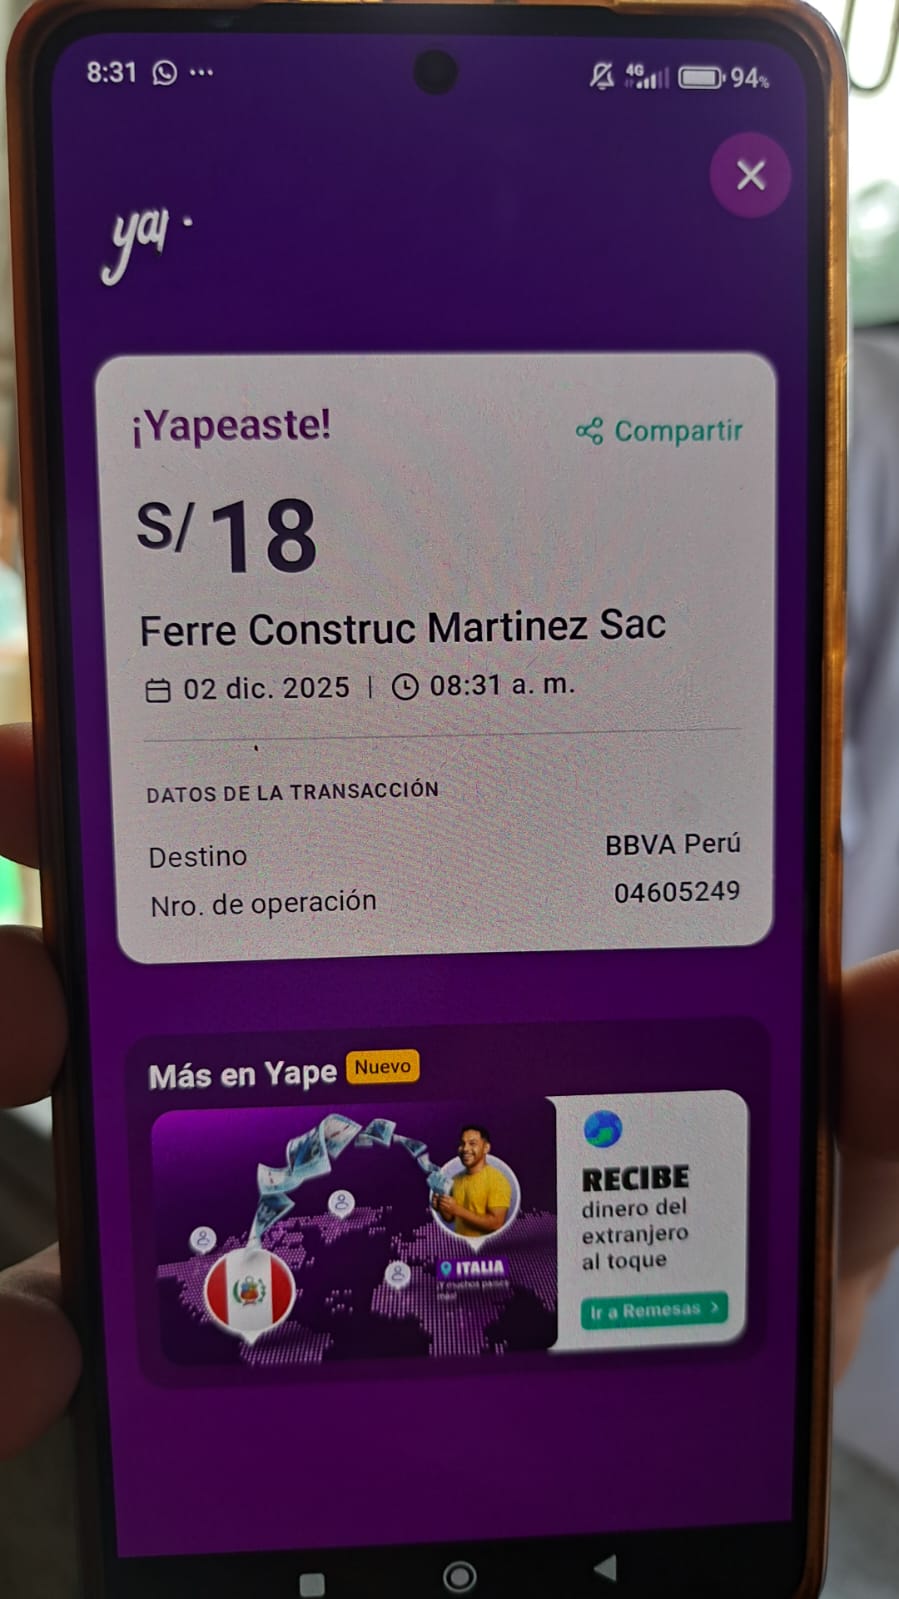 8:31
4G 94%
ya
¡Yapeaste!
Compartir
S/ 18
Ferre Construc Martinez Sac
02 dic. 2025 | 08:31 a. m.
DATOS DE LA TRANSACCIÓN
Destino BBVA Perú
Nro. de operación 04605249
Más en Yape Nuevo
RECIBE
dinero del
extranjero
al toque
ITALIA
Ir a Remesas >